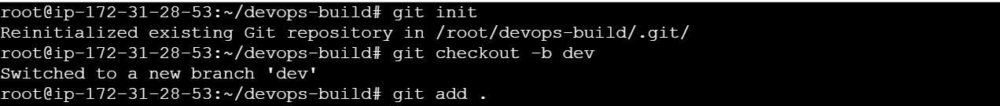 root@ip-172-31-28-53:~/devops-build# git init
Reinitialized existing Git repository in /root/devops-build/.git/
root@ip-172-31-28-53:~/devops-build# git checkout -b dev
Switched to a new branch 'dev'
root@ip-172-31-28-53:~/devops-build# git add .